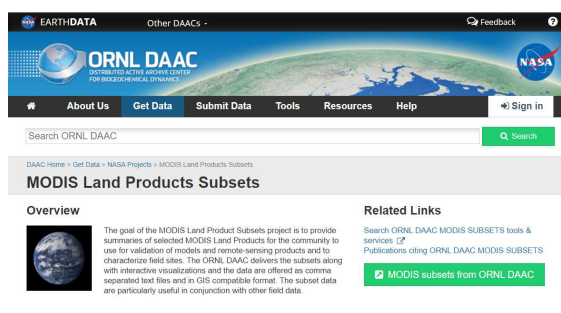 NASA EARTHDATA Other DAACs - Feedback ?
ORNL DAAC
DISTRIBUTED ACTIVE ARCHIVE CENTER
FOR BIOGEOCHEMICAL DYNAMICS
NASA
About Us Get Data Submit Data Tools Resources Help Sign in
Search ORNL DAAC Search
DAAC Home > Get Data > NASA Projects > MODIS Land Products Subsets
MODIS Land Products Subsets
Overview
The goal of the MODIS Land Product Subsets project is to provide
summaries of selected MODIS Land Products for the community to
use for validation of models and remote-sensing products and to
characterize field sites. The ORNL DAAC delivers the subsets along
with interactive visualizations and the data are offered as comma
separated text files and in GIS compatible format. The subset data
are particularly useful in conjunction with other field data.
Related Links
Search ORNL DAAC MODIS SUBSETS tools &
services
Publications citing ORNL DAAC MODIS SUBSETS
MODIS subsets from ORNL DAAC